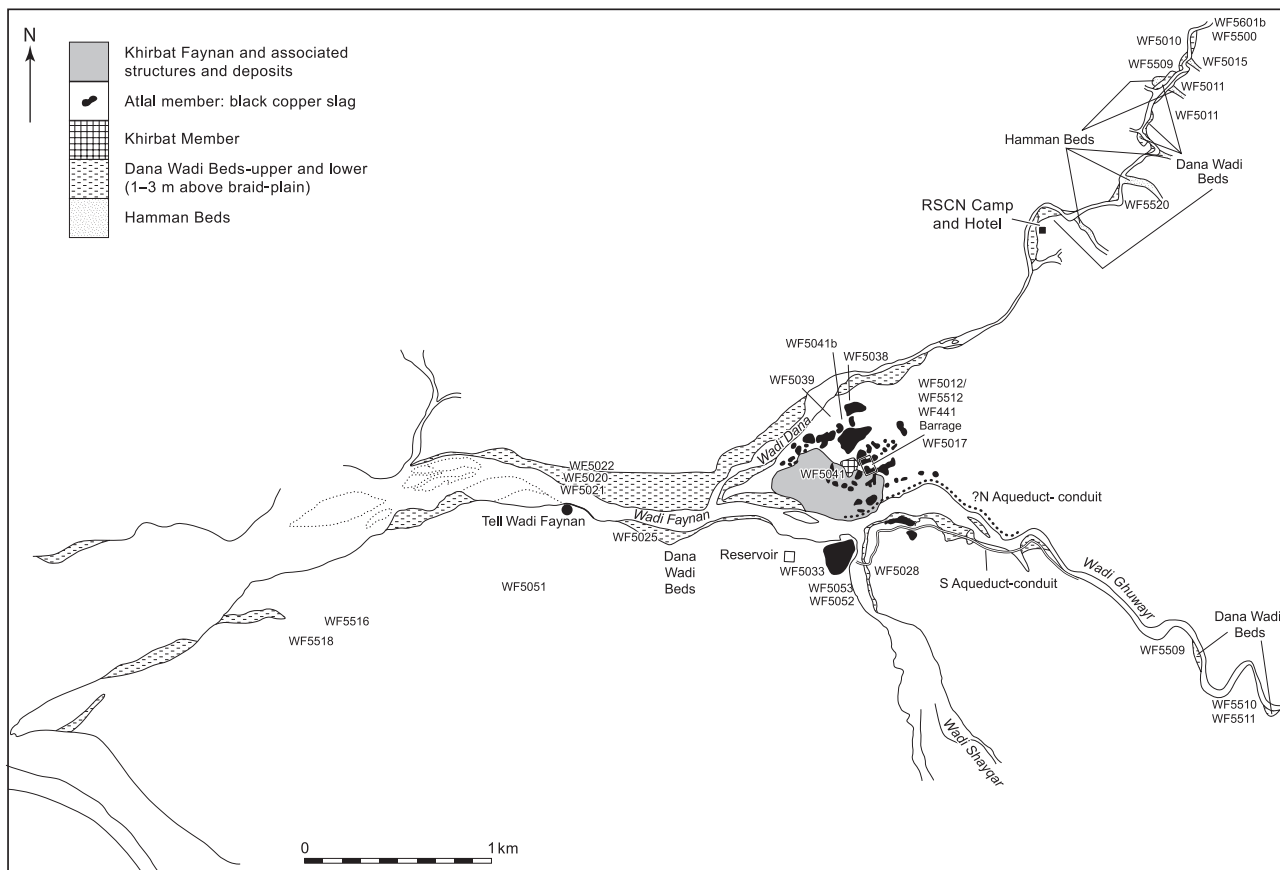 N
Khirbat Faynan and associated
structures and deposits
Atlal member: black copper slag
Khirbat Member
Dana Wadi Beds-upper and lower
(1–3 m above braid-plain)
Hamman Beds
WF5601b
WF5010
WF5500
WF5509
WF5015
WF5011
WF5011
Hamman Beds
Dana Wadi
Beds
WF5520
RSCN Camp
and Hotel
WF5041b
WF5038
WF5039
WF5012/
WF5512
WF441
Barrage
WF5017
Wadi Dana
WF5041
WF5022
WF5020
WF5021
?N Aqueduct- conduit
Tell Wadi Faynan
Wadi Faynan
WF5025
Dana
Wadi
Beds
Reservoir
WF5033
WF5028
S Aqueduct-conduit
WF5053
WF5052
Wadi Ghuwayr
WF5051
WF5516
WF5518
Dana Wadi
Beds
WF5509
WF5510
WF5511
Wadi Shayqar
0
1 km